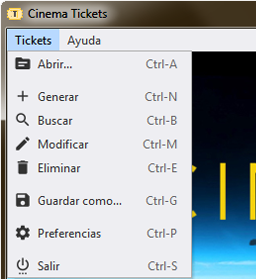 Cinema Tickets
Tickets Ayuda
Abrir... Ctrl-A
Generar Ctrl-N
Buscar Ctrl-B
Modificar Ctrl-M
Eliminar Ctrl-E
Guardar como... Ctrl-G
Preferencias Ctrl-P
Salir Ctrl-S